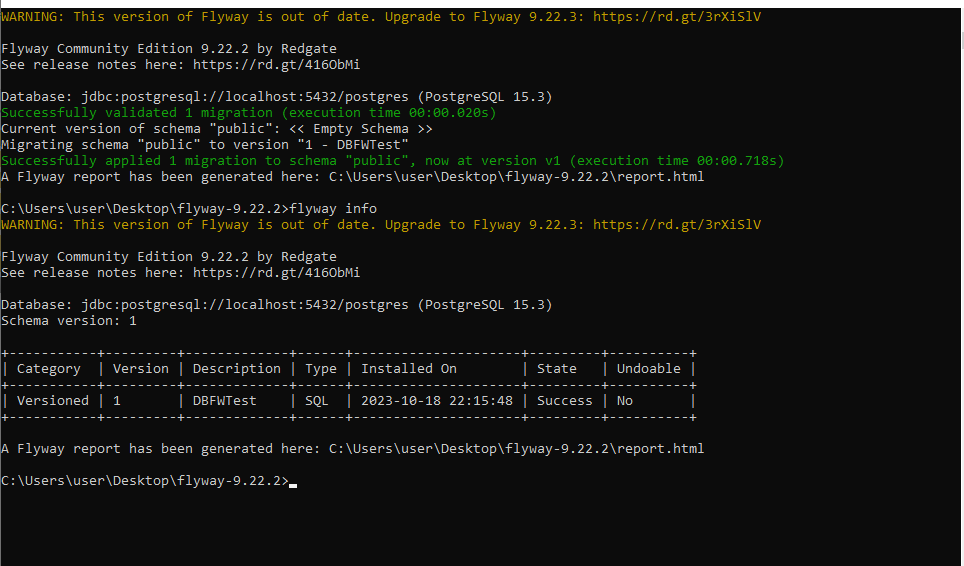 WARNING: This version of Flyway is out of date. Upgrade to Flyway 9.22.3: https://rd.gt/3rXiSlV
Flyway Community Edition 9.22.2 by Redgate
See release notes here: https://rd.gt/416ObMi
Database: jdbc:postgresql://localhost:5432/postgres (PostgreSQL 15.3)
Successfully validated 1 migration (execution time 00:00.020s)
Current version of schema "public": << Empty Schema >>
Migrating schema "public" to version "1 - DBFWTest"
Successfully applied 1 migration to schema "public", now at version v1 (execution time 00:00.718s)
A Flyway report has been generated here: C:\Users\user\Desktop\flyway-9.22.2\report.html
C:\Users\user\Desktop\flyway-9.22.2>flyway info
WARNING: This version of Flyway is out of date. Upgrade to Flyway 9.22.3: https://rd.gt/3rXiSlV
Flyway Community Edition 9.22.2 by Redgate
See release notes here: https://rd.gt/416ObMi
Database: jdbc:postgresql://localhost:5432/postgres (PostgreSQL 15.3)
Schema version: 1
+-----------+---------+-------------+------+---------------------+---------+----------+
| Category  | Version | Description | Type | Installed On        | State   | Undoable |
+-----------+---------+-------------+------+---------------------+---------+----------+
| Versioned | 1       | DBFWTest    | SQL  | 2023-10-18 22:15:48 | Success | No       |
+-----------+---------+-------------+------+---------------------+---------+----------+
A Flyway report has been generated here: C:\Users\user\Desktop\flyway-9.22.2\report.html
C:\Users\user\Desktop\flyway-9.22.2>